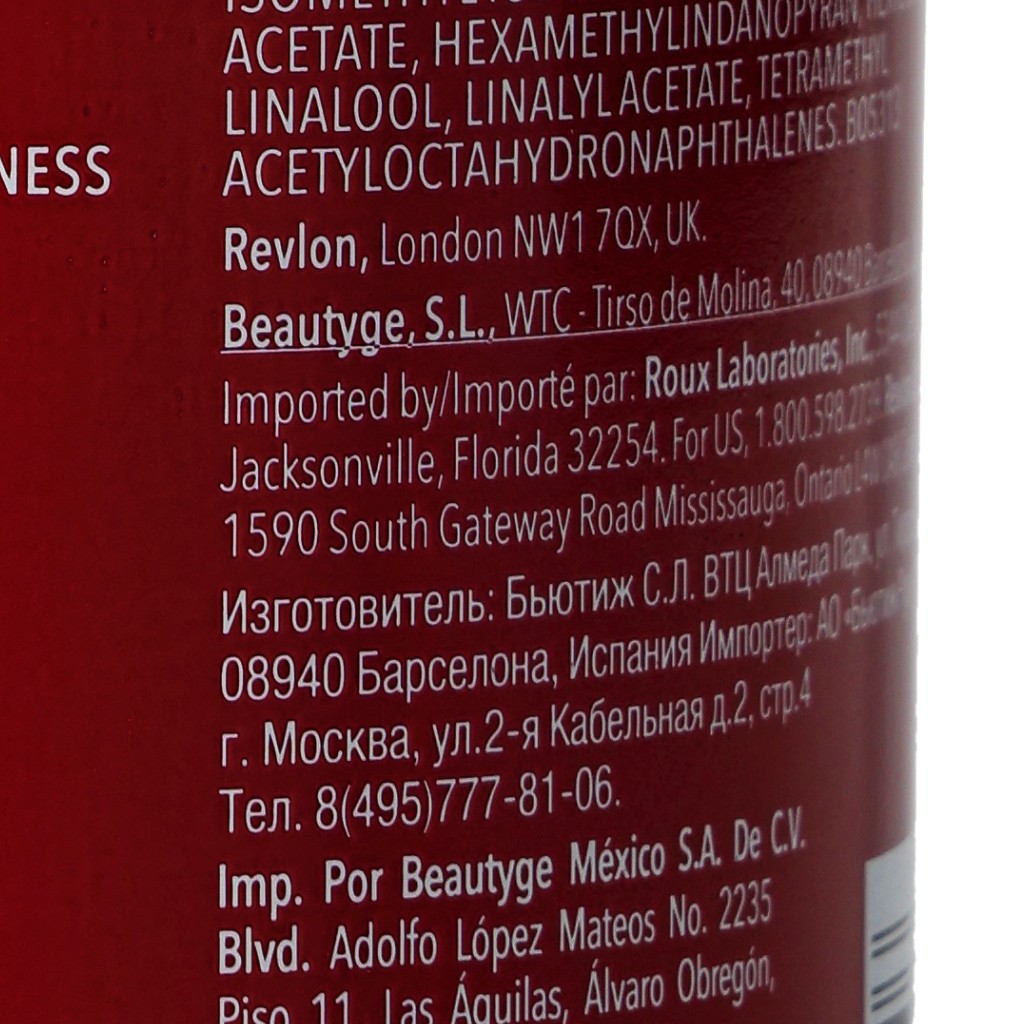 NESS
ACETATE, HEXAMETHYLINDANOPYRAN,
LINALOOL, LINALYL ACETATE, TETRAMETHYL
ACETYLOCTAHYDRONAPHTHALENES.
Revlon, London NW1 7QX, UK.
Beautyge, S.L., WTC - Tirso de Molina, 40. 08940
Imported by/Importé par: Roux Laboratories, Inc.,
Jacksonville, Florida 32254. For US,
1590 South Gateway Road Mississauga, Ontario
Изготовитель: Бьютиж С.Л. ВТЦ Алмеда Парк,
08940 Барселона, Испания Импортер: АО
г. Москва, ул.2-я Кабельная д.2, стр.4
Тел. 8(495)777-81-06.
Imp. Por Beautyge México S.A. De C.V.
Blvd. Adolfo López Mateos No. 2235
Piso 11, Las Águilas, Álvaro Obregón,